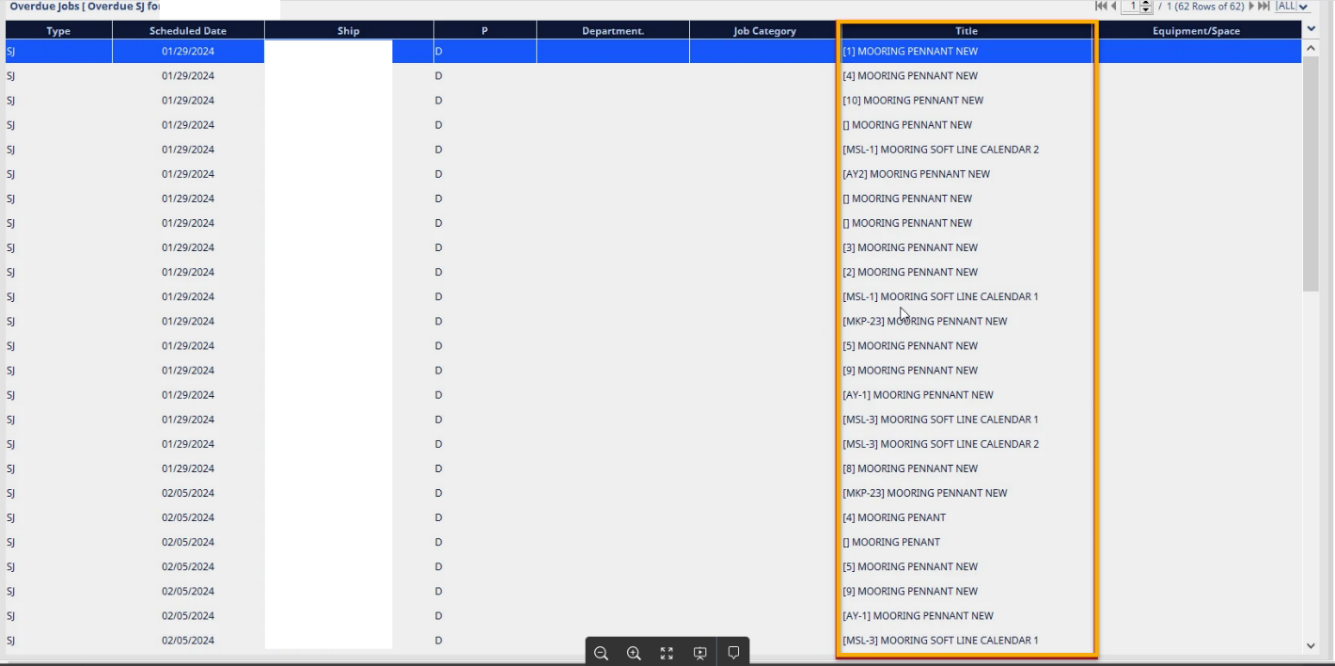 Overdue Jobs [ Overdue SJ fo 1 / 1 (62 Rows of 62) |ALL|
Type Scheduled Date Ship P Department. Job Category Title Equipment/Space
SJ 01/29/2024 D [1] MOORING PENNANT NEW
SJ 01/29/2024 D [4] MOORING PENNANT NEW
SJ 01/29/2024 D [10] MOORING PENNANT NEW
SJ 01/29/2024 D [] MOORING PENNANT NEW
SJ 01/29/2024 D [MSL-1] MOORING SOFT LINE CALENDAR 2
SJ 01/29/2024 D [AY2] MOORING PENNANT NEW
SJ 01/29/2024 D [] MOORING PENNANT NEW
SJ 01/29/2024 D [] MOORING PENNANT NEW
SJ 01/29/2024 D [3] MOORING PENNANT NEW
SJ 01/29/2024 D [2] MOORING PENNANT NEW
SJ 01/29/2024 D [MSL-1] MOORING SOFT LINE CALENDAR 1
SJ 01/29/2024 D [MKP-23] MOORING PENNANT NEW
SJ 01/29/2024 D [5] MOORING PENNANT NEW
SJ 01/29/2024 D [9] MOORING PENNANT NEW
SJ 01/29/2024 D [AY-1] MOORING PENNANT NEW
SJ 01/29/2024 D [MSL-3] MOORING SOFT LINE CALENDAR 1
SJ 01/29/2024 D [MSL-3] MOORING SOFT LINE CALENDAR 2
SJ 01/29/2024 D [8] MOORING PENNANT NEW
SJ 02/05/2024 D [MKP-23] MOORING PENNANT NEW
SJ 02/05/2024 D [4] MOORING PENANT
SJ 02/05/2024 D [] MOORING PENANT
SJ 02/05/2024 D [5] MOORING PENNANT NEW
SJ 02/05/2024 D [9] MOORING PENNANT NEW
SJ 02/05/2024 D [AY-1] MOORING PENNANT NEW
SJ 02/05/2024 D [MSL-3] MOORING SOFT LINE CALENDAR 1